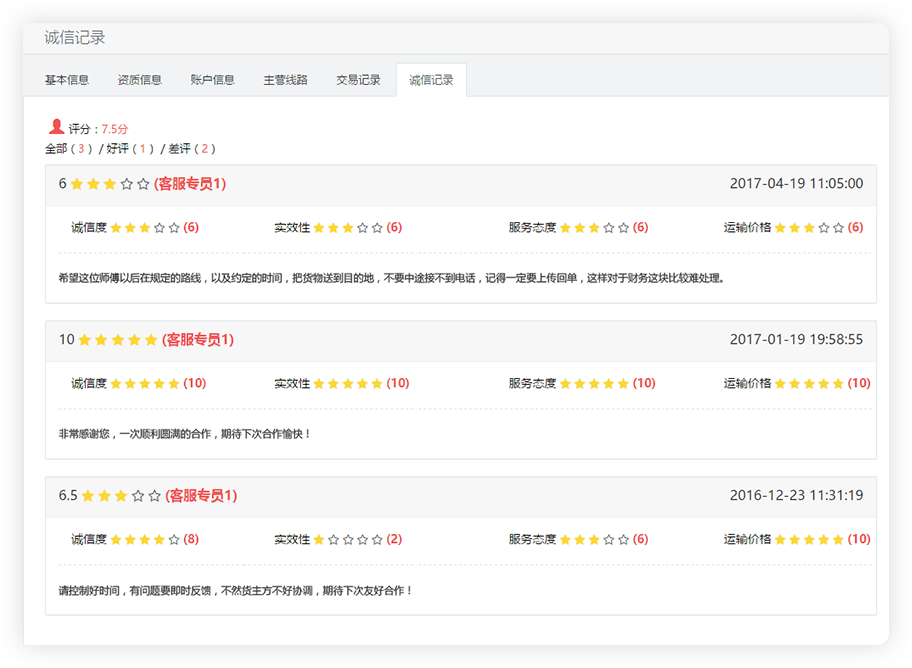 诚信记录
基本信息 资质信息 账户信息 主营线路 交易记录 诚信记录
评分：7.5分
全部（3）/ 好评（1）/ 差评（2）
6 ★★★☆☆ (客服专员1) 2017-04-19 11:05:00
诚信度 ★★★☆☆ (6) 实效性 ★★★☆☆ (6) 服务态度 ★★★☆☆ (6) 运输价格 ★★★☆☆ (6)
希望这位师傅以后在规定的路线，以及约定的时间，把货物送到目的地，不要中途接不到电话，记得一定要上传回单，这样对于财务这块比较难处理。
10 ★★★★★ (客服专员1) 2017-01-19 19:58:55
诚信度 ★★★★★ (10) 实效性 ★★★★★ (10) 服务态度 ★★★★★ (10) 运输价格 ★★★★★ (10)
非常感谢您，一次顺利圆满的合作，期待下次合作愉快！
6.5 ★★★☆☆ (客服专员1) 2016-12-23 11:31:19
诚信度 ★★★★☆ (8) 实效性 ★☆☆☆☆ (2) 服务态度 ★★★☆☆ (6) 运输价格 ★★★★★ (10)
请控制好时间，有问题要即时反馈，不然货主方不好协调，期待下次友好合作！